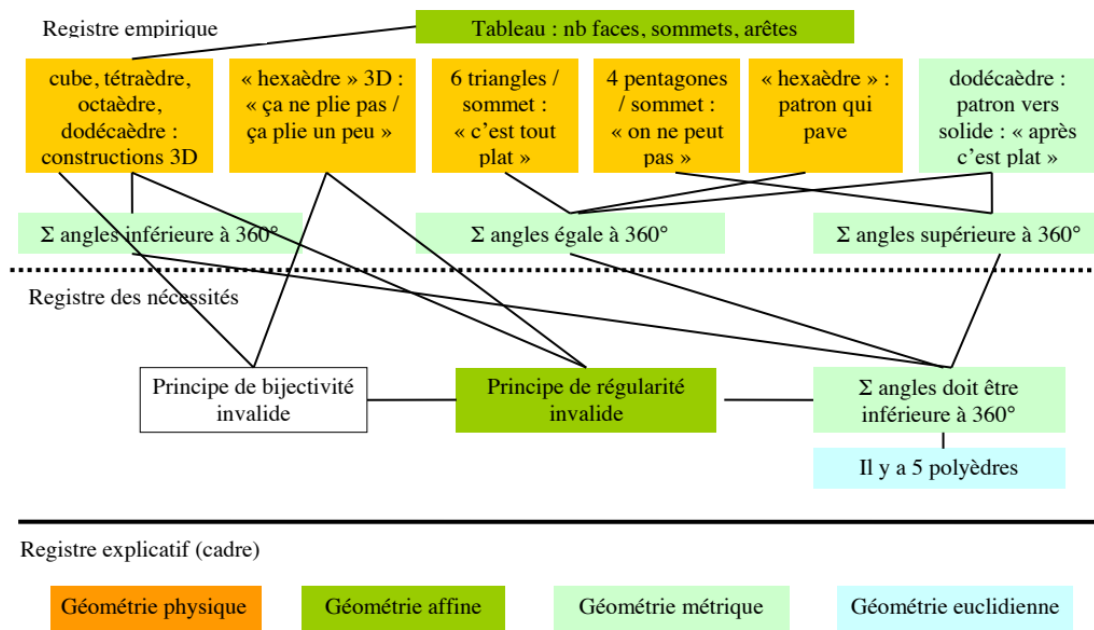 Registre empirique
Tableau : nb faces, sommets, arêtes
cube, tétraèdre,
octaèdre,
dodécaèdre :
constructions 3D
« hexaèdre » 3D :
« ça ne plie pas /
ça plie un peu »
6 triangles /
sommet :
« c’est tout
plat »
4 pentagones
/ sommet :
« on ne peut
pas »
« hexaèdre » :
patron qui
pave
dodécaèdre :
patron vers
solide : « après
c’est plat »
Σ angles inférieure à 360°
Σ angles égale à 360°
Σ angles supérieure à 360°
Registre des nécessités
Principe de bijectivité
invalide
Principe de régularité
invalide
Σ angles doit être
inférieure à 360°
Il y a 5 polyèdres
Registre explicatif (cadre)
Géométrie physique
Géométrie affine
Géométrie métrique
Géométrie euclidienne